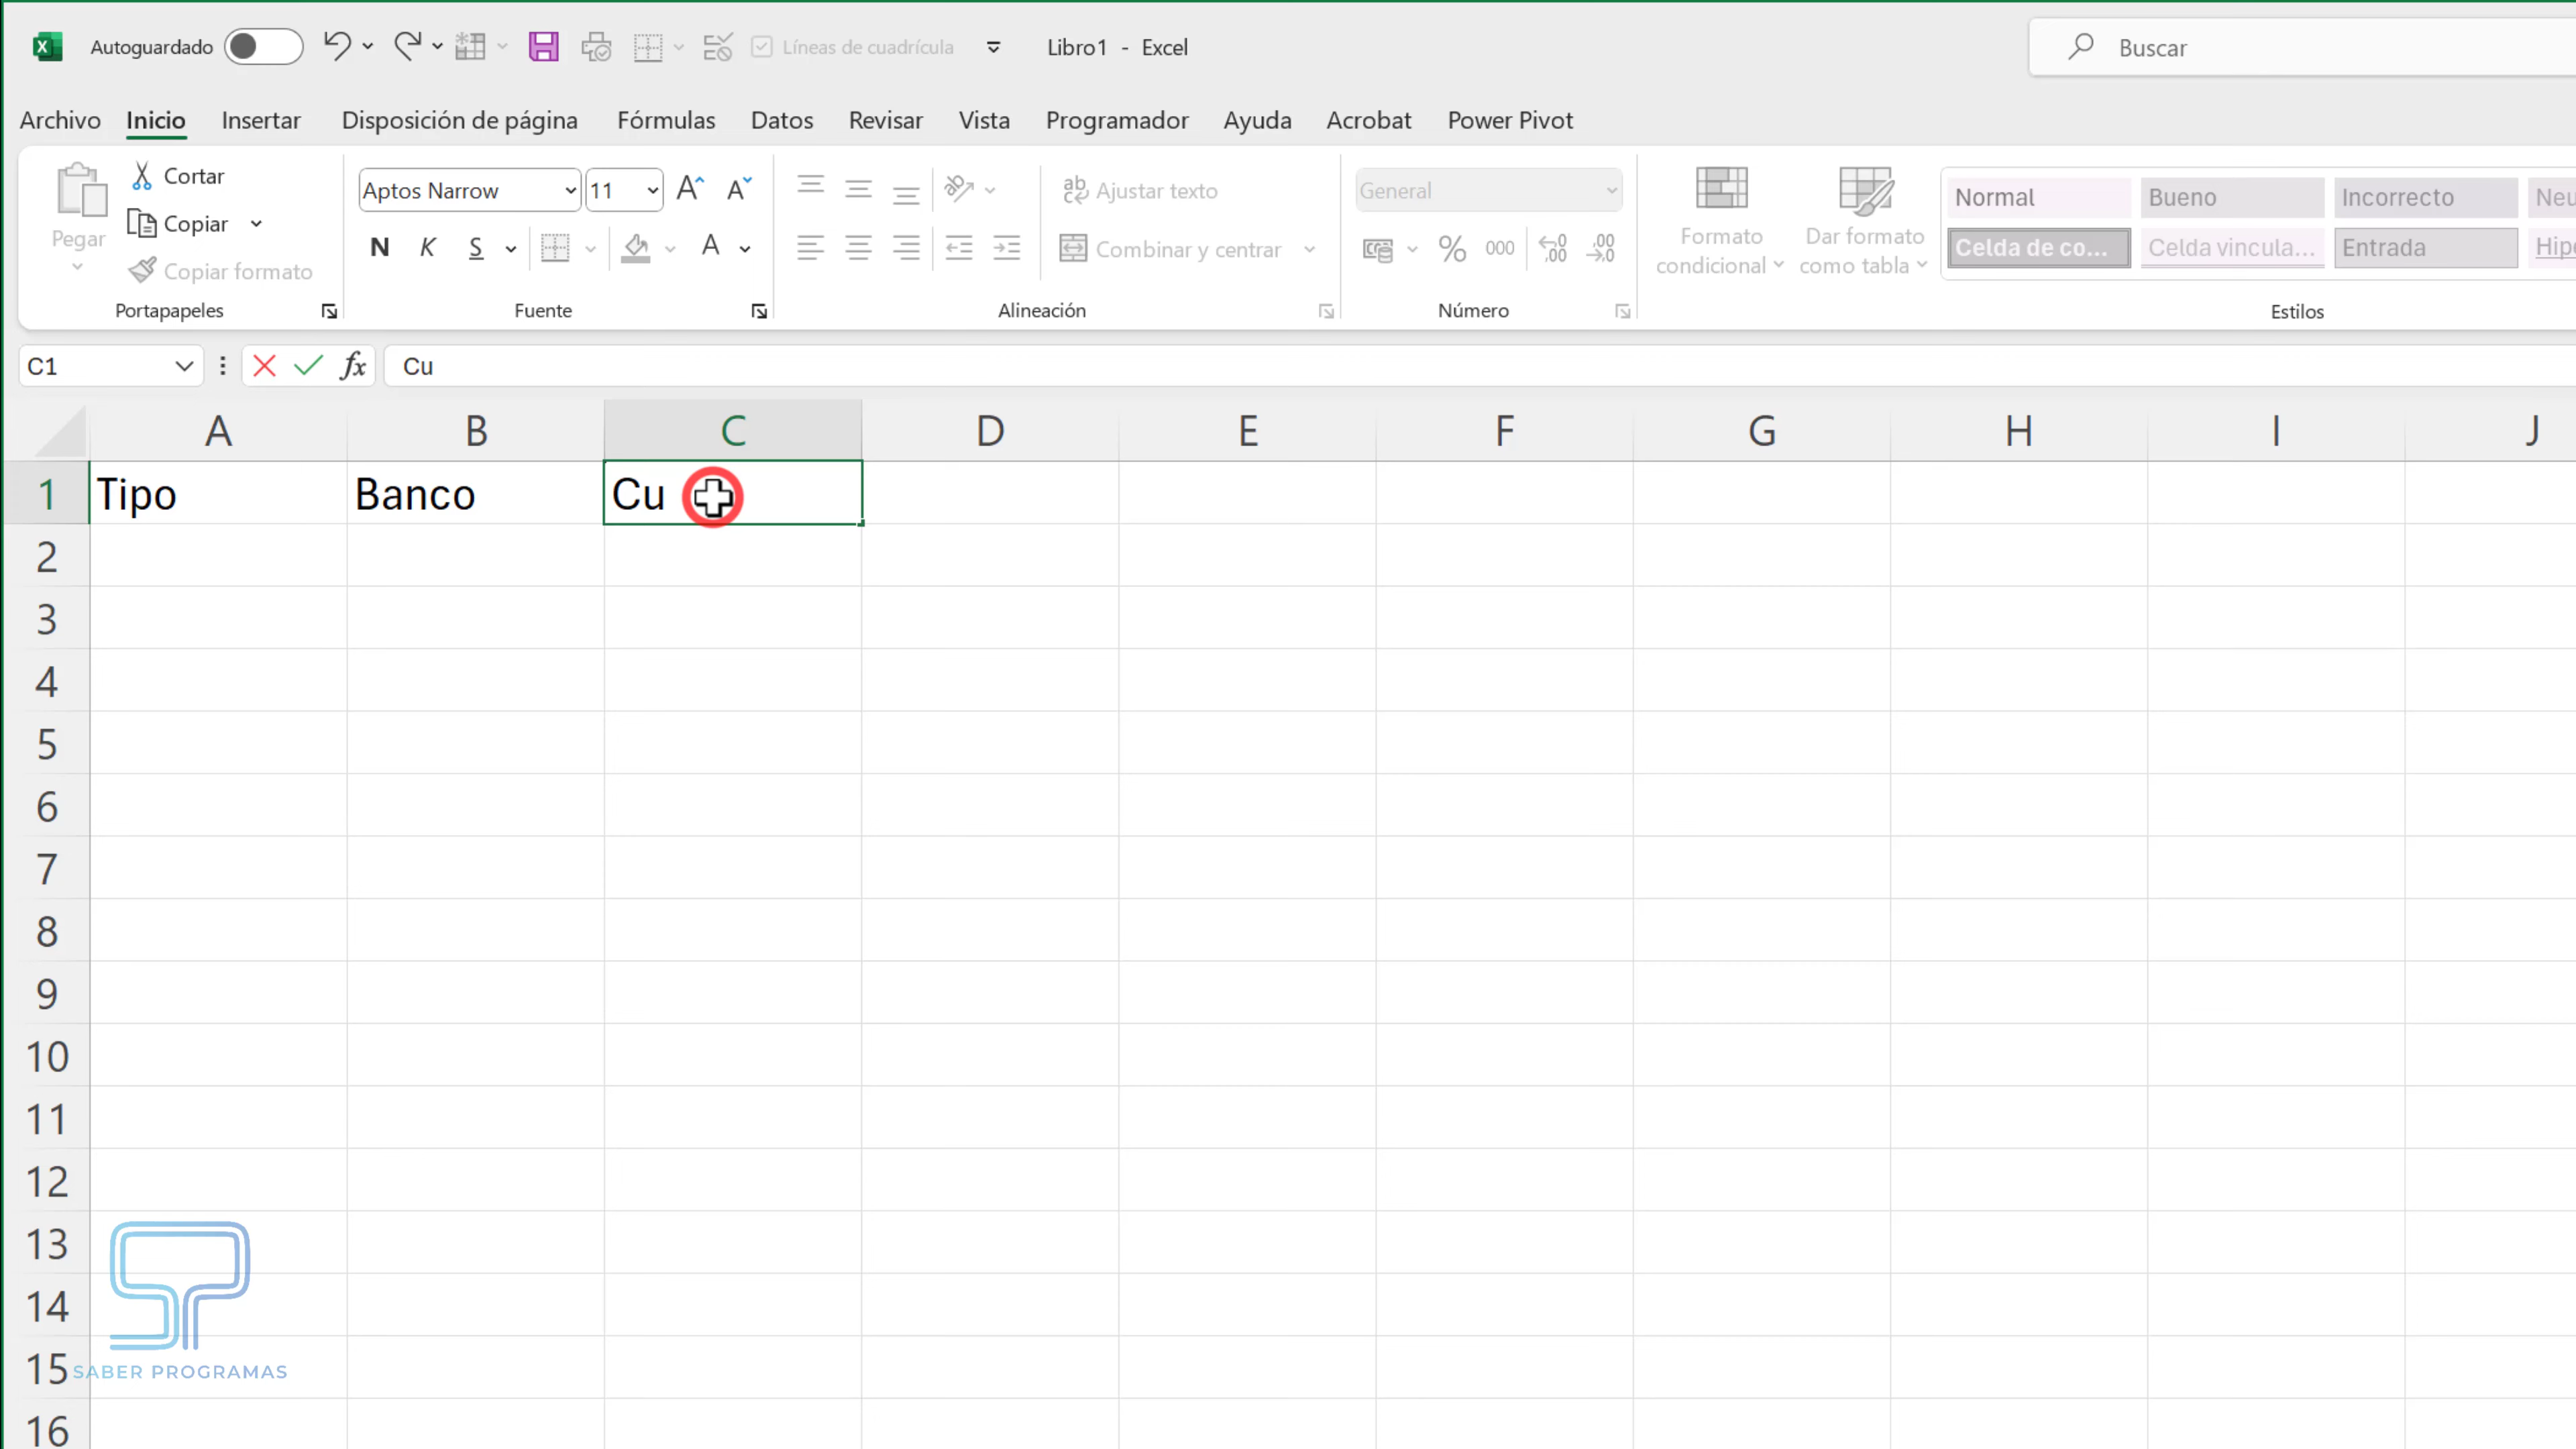 Autoguardado
Líneas de cuadrícula
Libro1 - Excel
Buscar
Archivo Inicio Insertar Disposición de página Fórmulas Datos Revisar Vista Programador Ayuda Acrobat Power Pivot
Pegar
Cortar
Copiar
Copiar formato
Portapapeles
Aptos Narrow 11
N K S
Fuente
Ajustar texto
Combinar y centrar
Alineación
General
% 000
Número
Formato condicional
Dar formato como tabla
Normal Bueno Incorrecto Neu
Celda de co... Celda vincula... Entrada Hipe
Estilos
C1 fx Cu
A B C D E F G H I J
1 Tipo Banco Cu
2
3
4
5
6
7
8
9
10
11
12
13
14
15
16
SABER PROGRAMAS